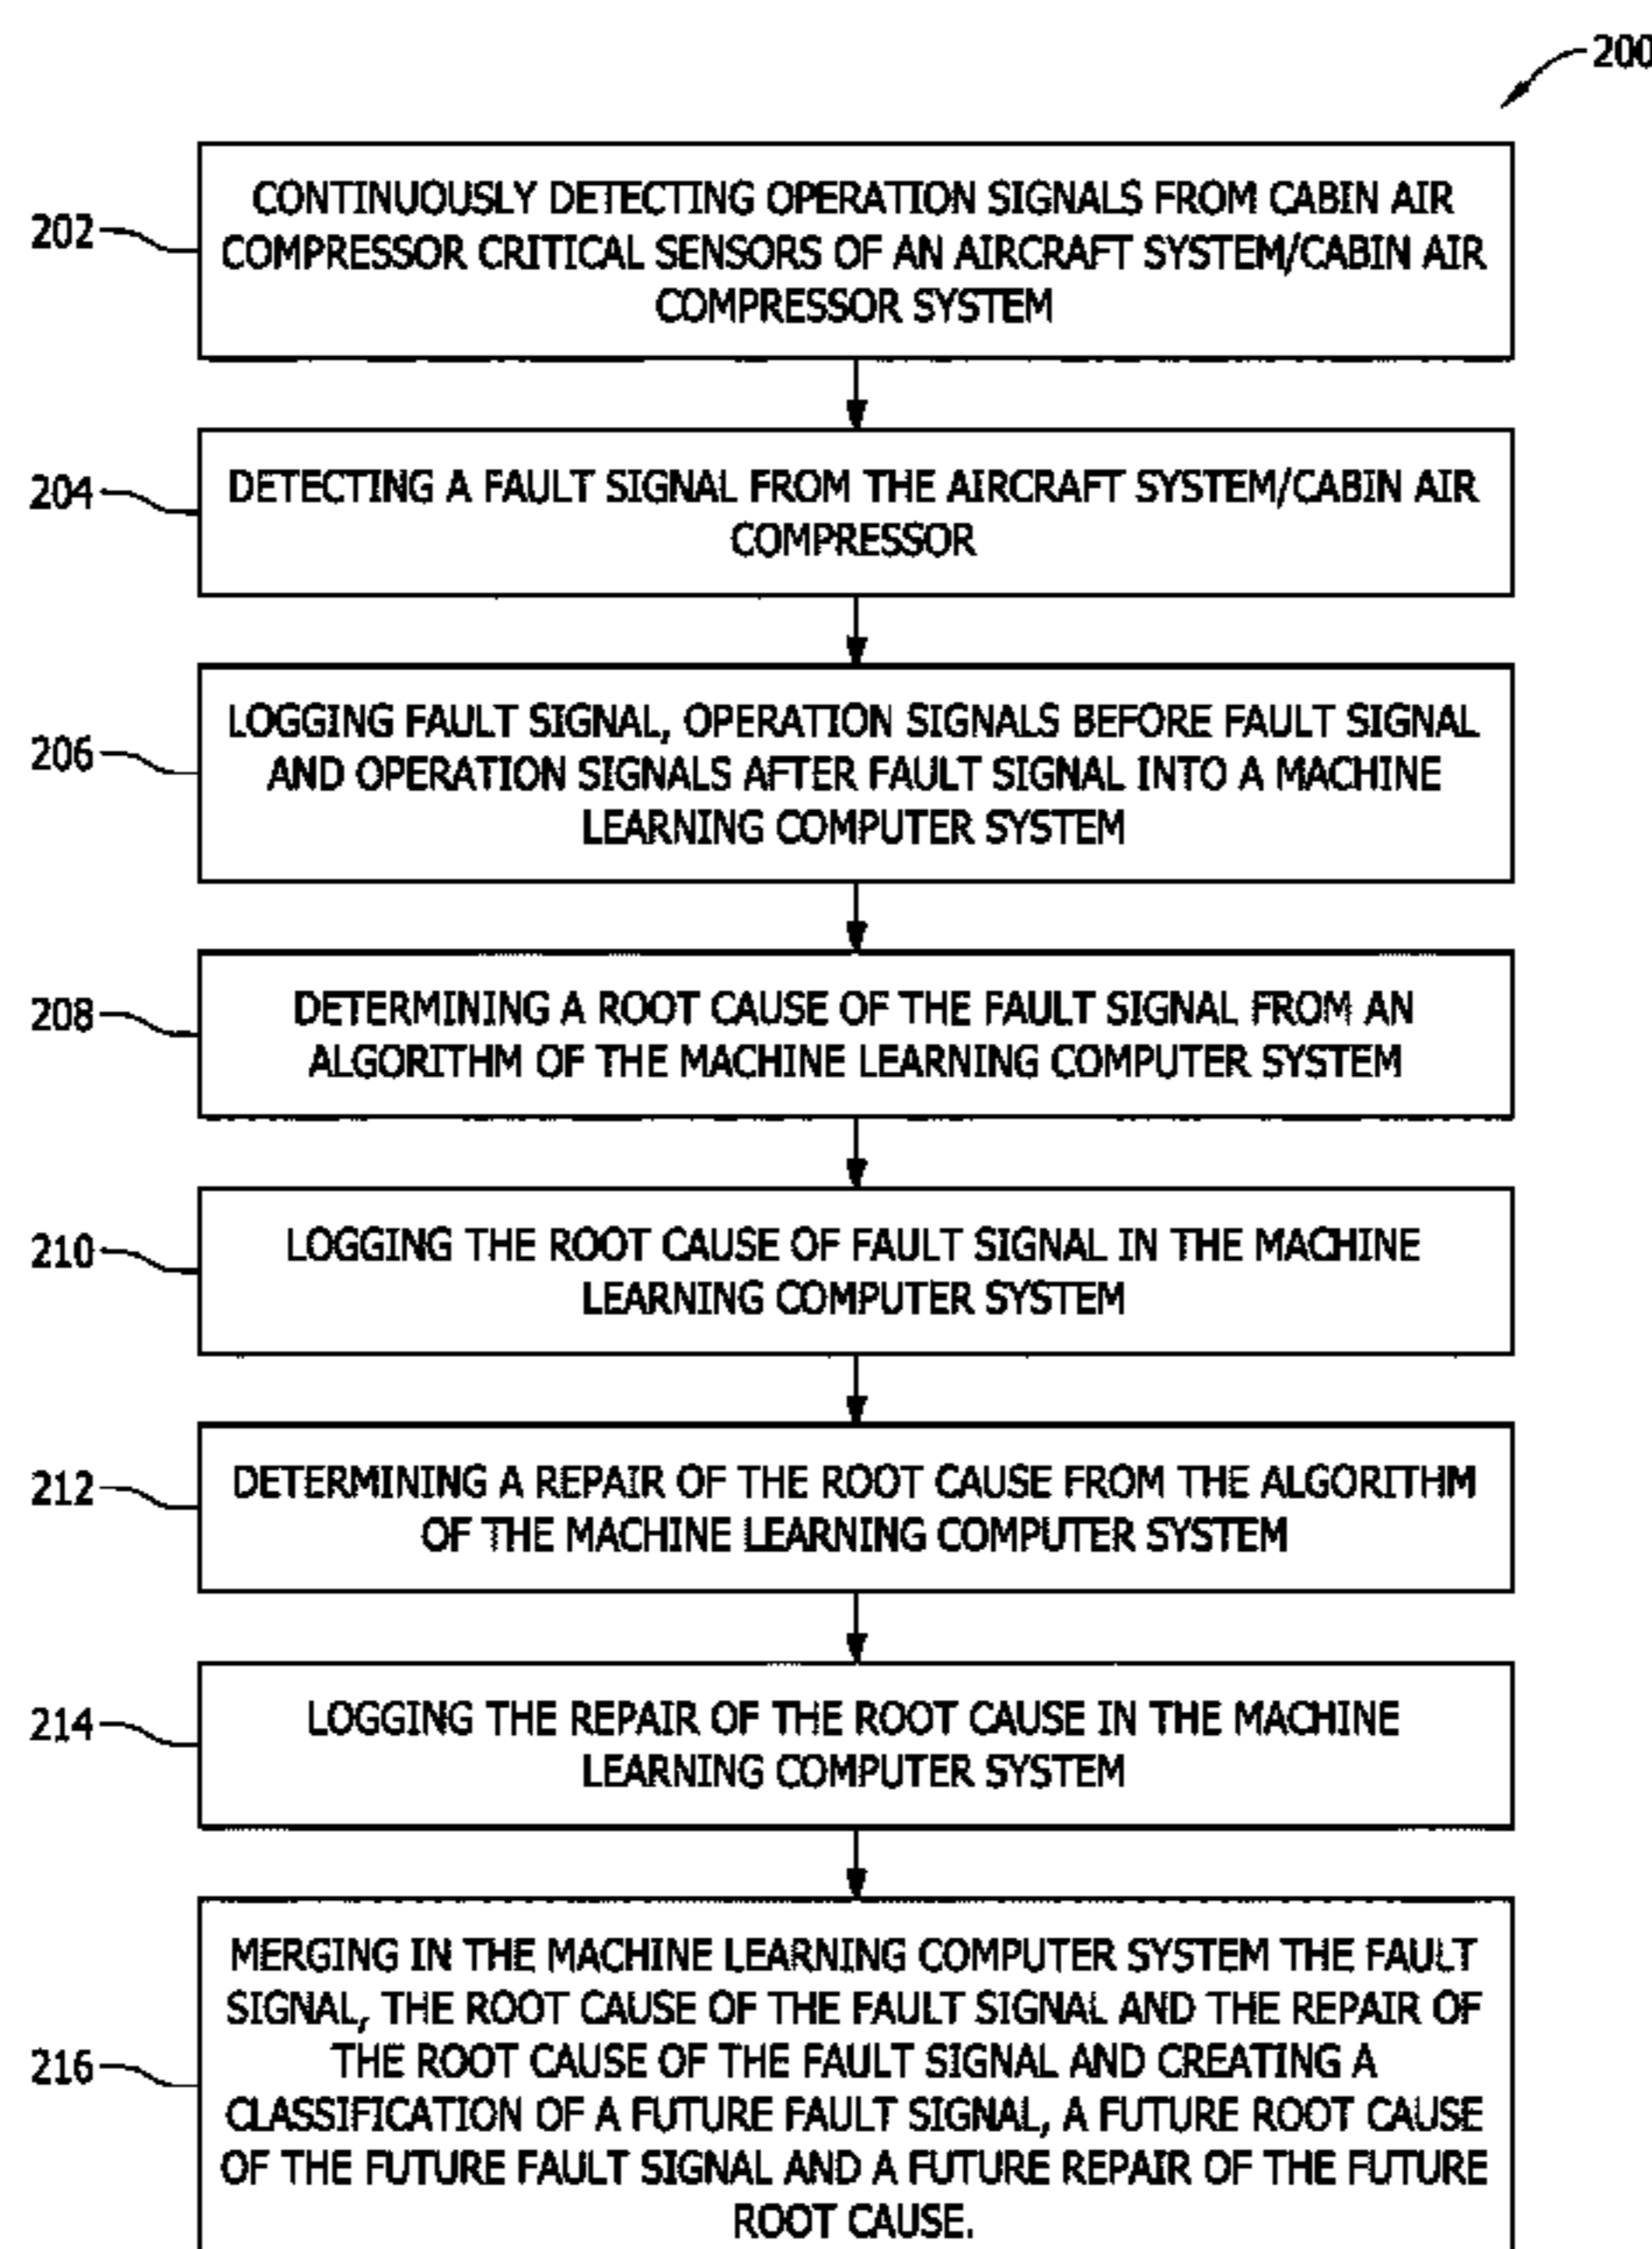 200
202
CONTINUOUSLY DETECTING OPERATION SIGNALS FROM CABIN AIR
COMPRESSOR CRITICAL SENSORS OF AN AIRCRAFT SYSTEM/CABIN AIR
COMPRESSOR SYSTEM
204
DETECTING A FAULT SIGNAL FROM THE AIRCRAFT SYSTEM/CABIN AIR
COMPRESSOR
206
LOGGING FAULT SIGNAL, OPERATION SIGNALS BEFORE FAULT SIGNAL
AND OPERATION SIGNALS AFTER FAULT SIGNAL INTO A MACHINE
LEARNING COMPUTER SYSTEM
208
DETERMINING A ROOT CAUSE OF THE FAULT SIGNAL FROM AN
ALGORITHM OF THE MACHINE LEARNING COMPUTER SYSTEM
210
LOGGING THE ROOT CAUSE OF FAULT SIGNAL IN THE MACHINE
LEARNING COMPUTER SYSTEM
212
DETERMINING A REPAIR OF THE ROOT CAUSE FROM THE ALGORITHM
OF THE MACHINE LEARNING COMPUTER SYSTEM
214
LOGGING THE REPAIR OF THE ROOT CAUSE IN THE MACHINE
LEARNING COMPUTER SYSTEM
216
MERGING IN THE MACHINE LEARNING COMPUTER SYSTEM THE FAULT
SIGNAL, THE ROOT CAUSE OF THE FAULT SIGNAL AND THE REPAIR OF
THE ROOT CAUSE OF THE FAULT SIGNAL AND CREATING A
CLASSIFICATION OF A FUTURE FAULT SIGNAL, A FUTURE ROOT CAUSE
OF THE FUTURE FAULT SIGNAL AND A FUTURE REPAIR OF THE FUTURE
ROOT CAUSE.